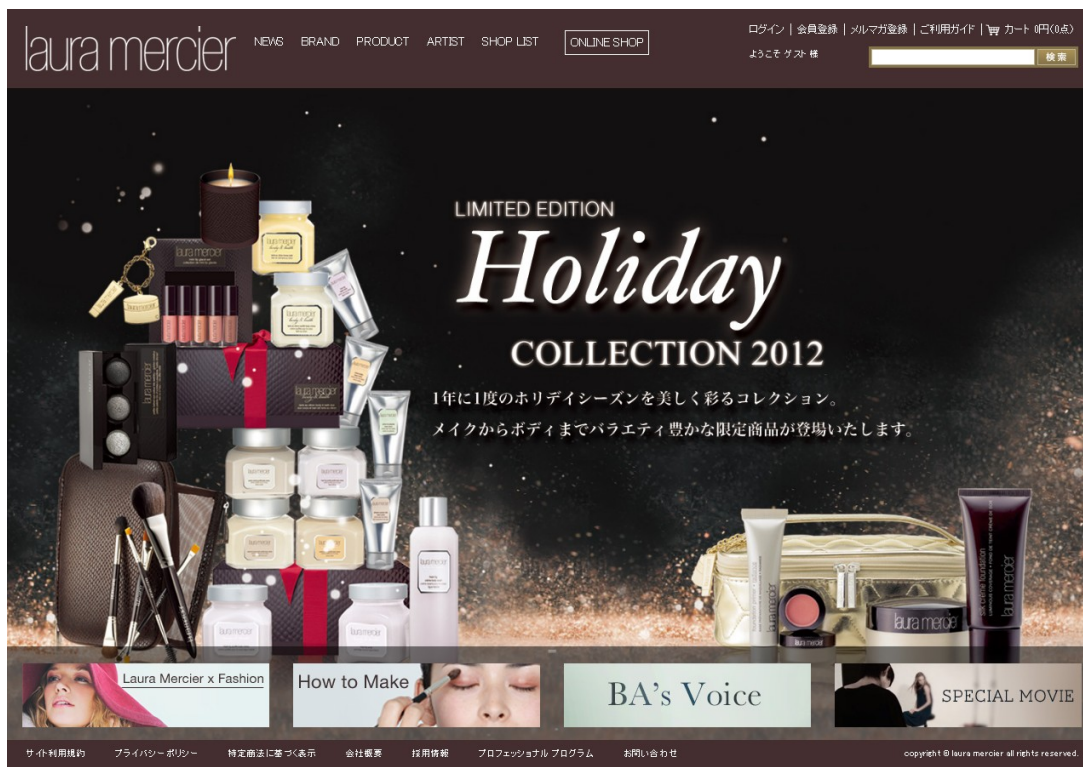 laura mercier
NEWS BRAND PRODUCT ARTIST SHOP LIST ONLINE SHOP
ログイン | 会員登録 | メルマガ登録 | ご利用ガイド | カート 0円(0点)
ようこそ ゲスト 様
検索
LIMITED EDITION
Holiday
COLLECTION 2012
1年に1度のホリデイシーズンを美しく彩るコレクション。
メイクからボディまでバラエティ豊かな限定商品が登場いたします。
laura mercier
laura mercier
laura mercier
laura mercier
Laura Mercier x Fashion
How to Make
BA's Voice
SPECIAL MOVIE
サイト利用規約 プライバシーポリシー 特定商法に基づく表示 会社概要 採用情報 プロフェッショナル プログラム お問い合わせ
copyright © laura mercier all rights reserved.